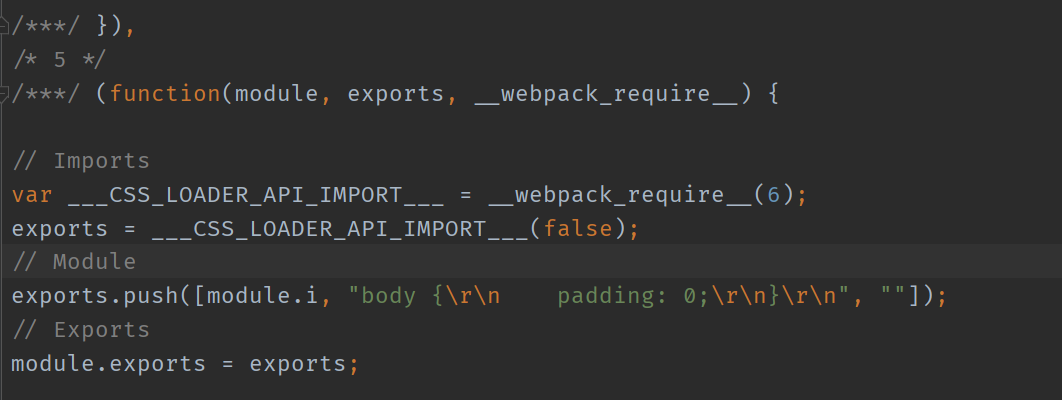 /***/ }),
/* 5 */
/***/ (function(module, exports, __webpack_require__) {
// Imports
var ___CSS_LOADER_API_IMPORT___ = __webpack_require__(6);
exports = ___CSS_LOADER_API_IMPORT___(false);
// Module
exports.push([module.i, "body {\r\n    padding: 0;\r\n}\r\n", ""]);
// Exports
module.exports = exports;